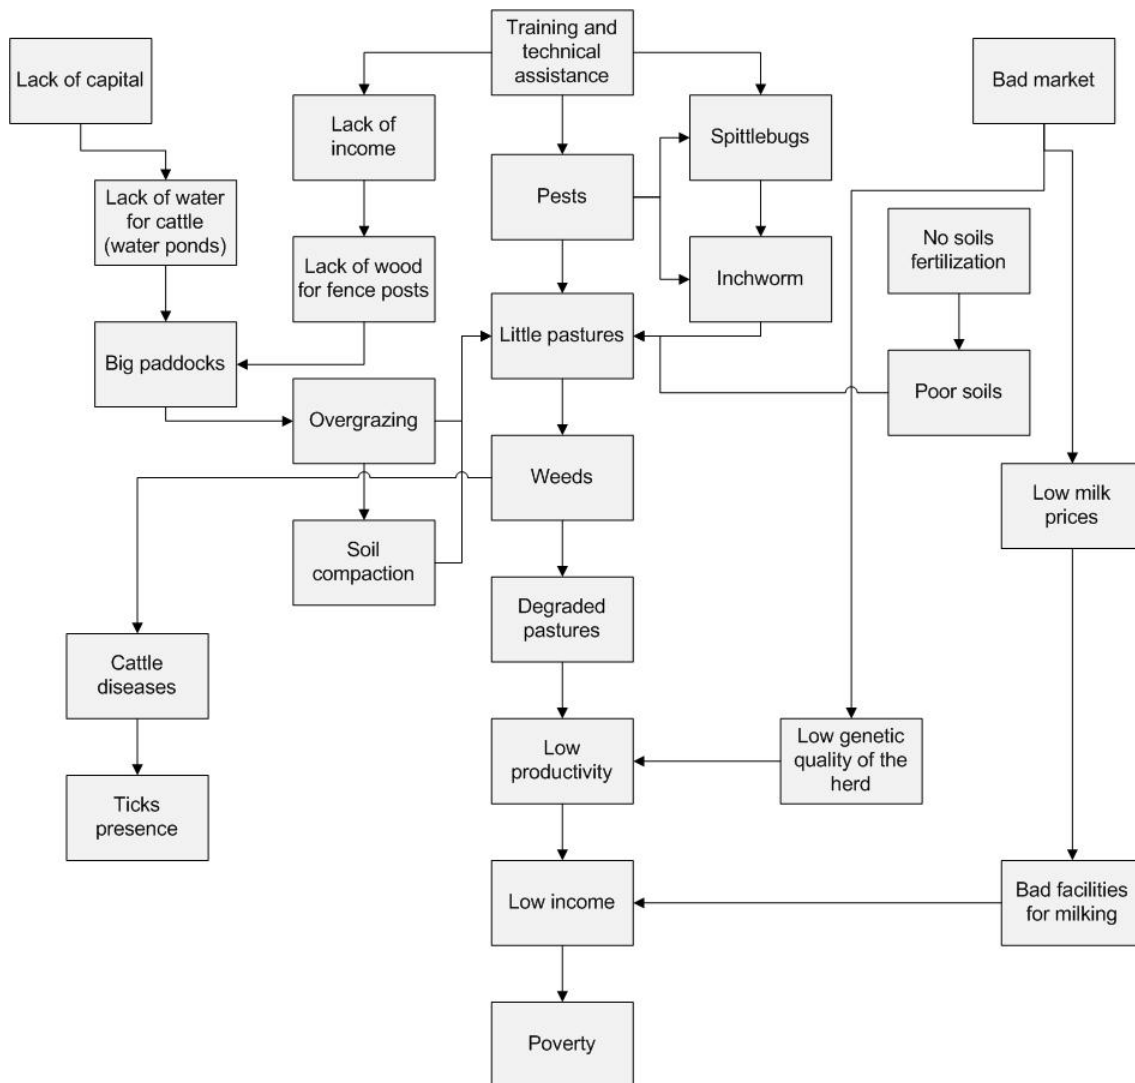 Training and
technical
assistance
Lack of capital
Bad market
Lack of
income
Spittlebugs
Pests
Lack of water
for cattle
(water ponds)
No soils
fertilization
Lack of wood
for fence posts
Inchworm
Little pastures
Big paddocks
Poor soils
Overgrazing
Weeds
Low milk
prices
Soil
compaction
Degraded
pastures
Cattle
diseases
Low
productivity
Low genetic
quality of the
herd
Ticks
presence
Low income
Bad facilities
for milking
Poverty